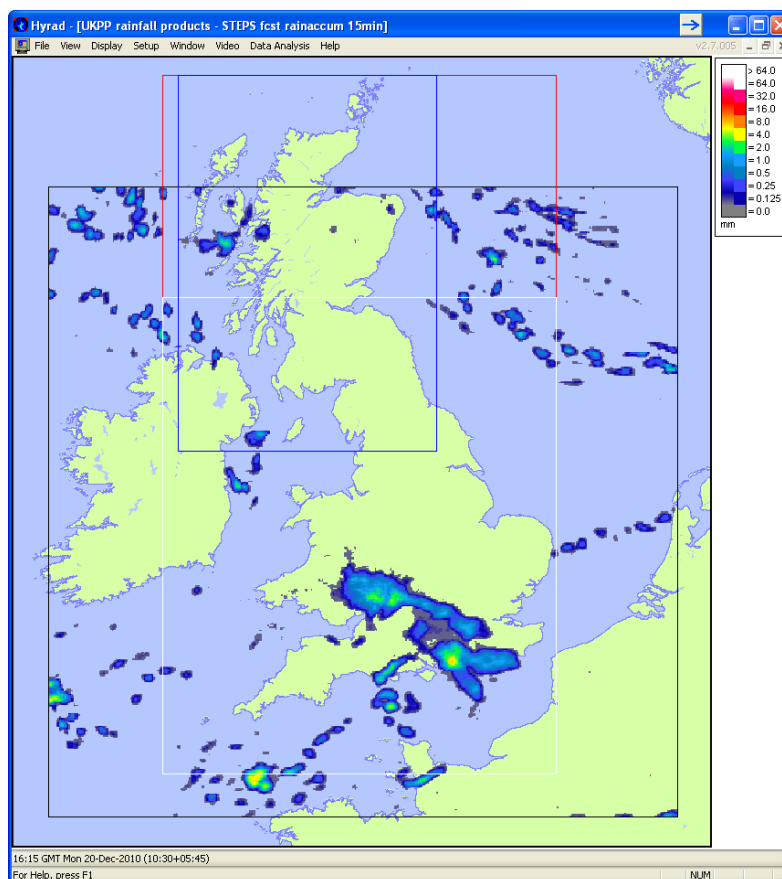 Hyrad - [UKPP rainfall products - STEPS fcst rainaccum 15min]
File View Display Setup Window Video Data Analysis Help v2.7.005
> 64.0
= 64.0
= 32.0
= 16.0
= 8.0
= 4.0
= 2.0
= 1.0
= 0.5
= 0.25
= 0.125
= 0.0
mm
16:15 GMT Mon 20-Dec-2010 (10:30+05:45)
For Help, press F1 NUM